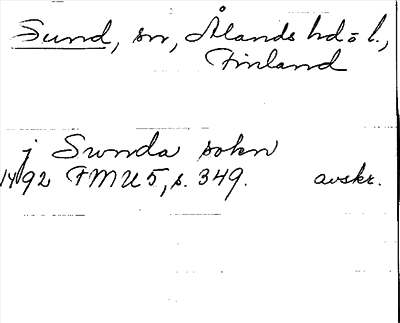 Sund, sn, Ålands hd o l.,
Finland
j Swnda sokn
1492 FMU 5, s. 349. avskr.